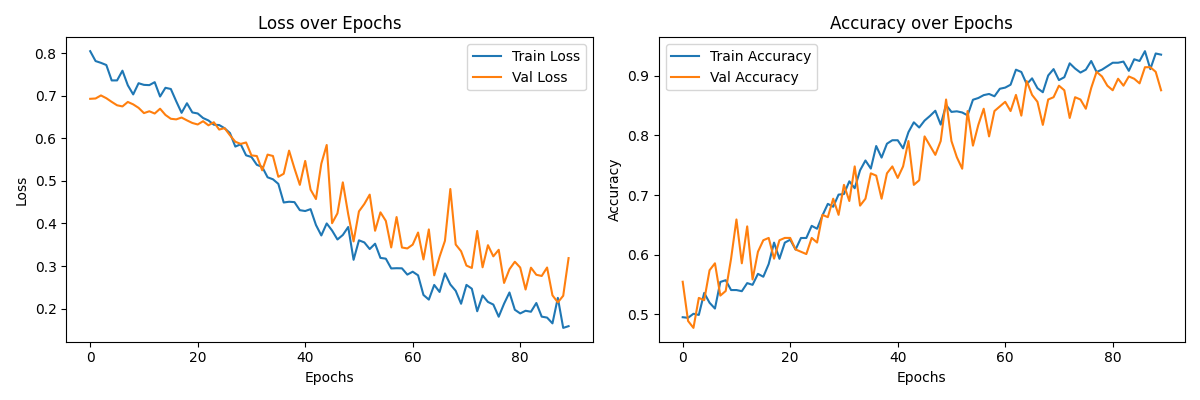 Loss over Epochs
Train Loss
Val Loss
0.8
0.7
0.6
0.5
0.4
0.3
0.2
Loss
0
20
40
60
80
Epochs
Accuracy over Epochs
Train Accuracy
Val Accuracy
0.9
0.8
0.7
0.6
0.5
Accuracy
0
20
40
60
80
Epochs